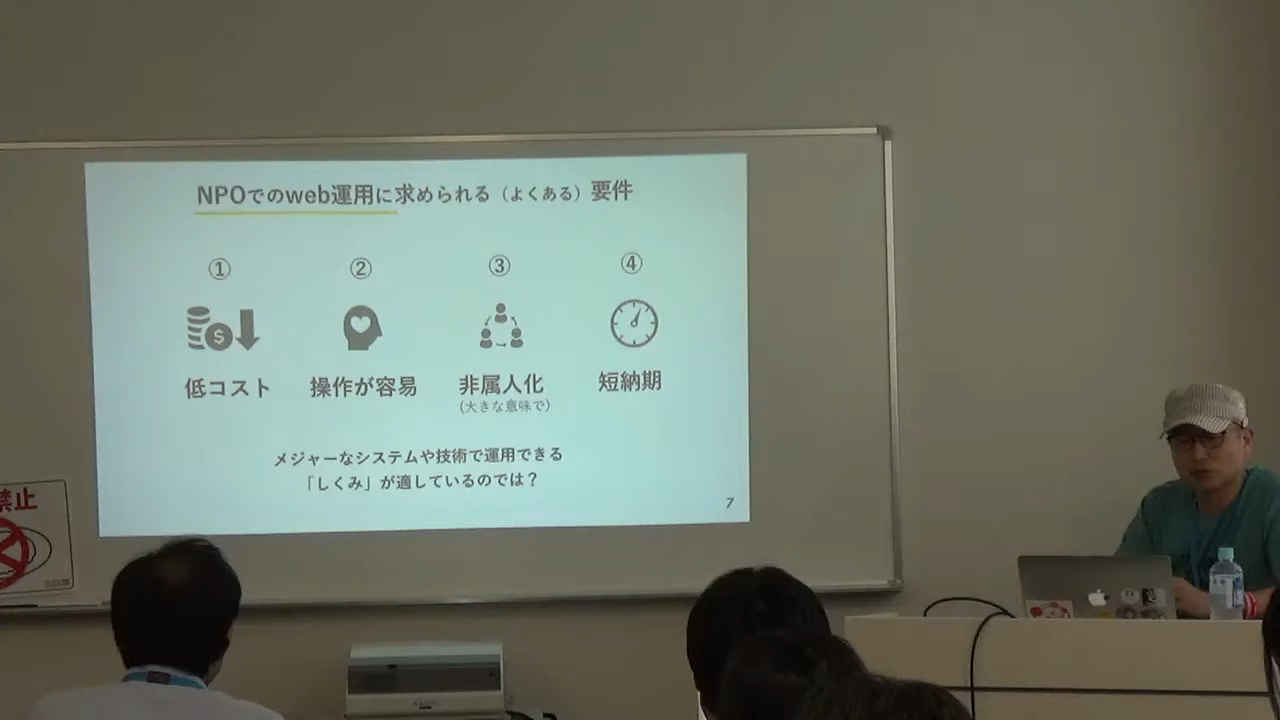 NPOでのweb運用に求められる（よくある）要件
①
②
③
④
低コスト
操作が容易
非属人化
(大きな意味で)
短納期
メジャーなシステムや技術で運用できる
「しくみ」が適しているのでは？
7
禁止